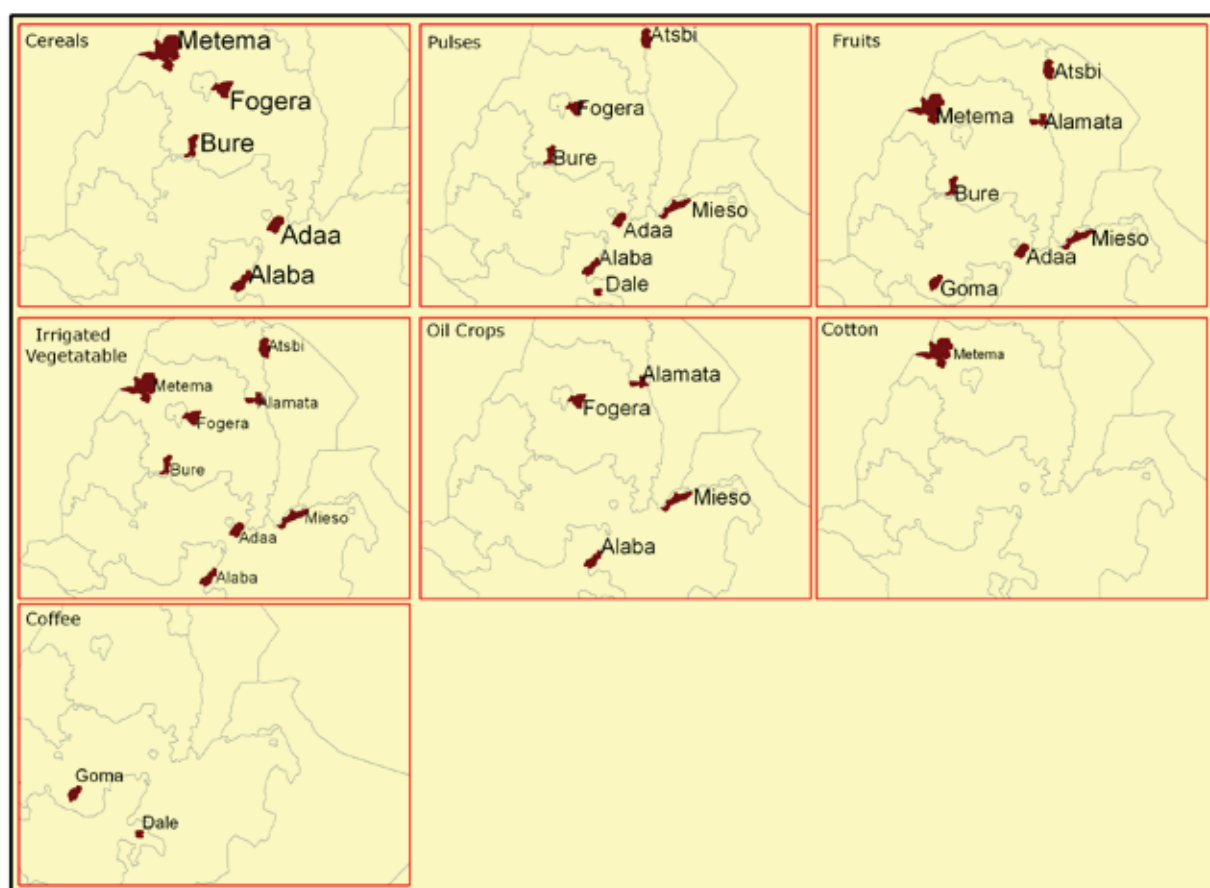 Cereals
Metema
Fogera
Bure
Adaa
Alaba
Pulses
Atsbi
Fogera
Bure
Mieso
Adaa
Alaba
Dale
Fruits
Atsbi
Metema
Alamata
Bure
Mieso
Adaa
Goma
Irrigated
Vegetatable
Atsbi
Metema
Alamata
Fogera
Bure
Mieso
Adaa
Alaba
Oil Crops
Alamata
Fogera
Mieso
Alaba
Cotton
Metema
Coffee
Goma
Dale